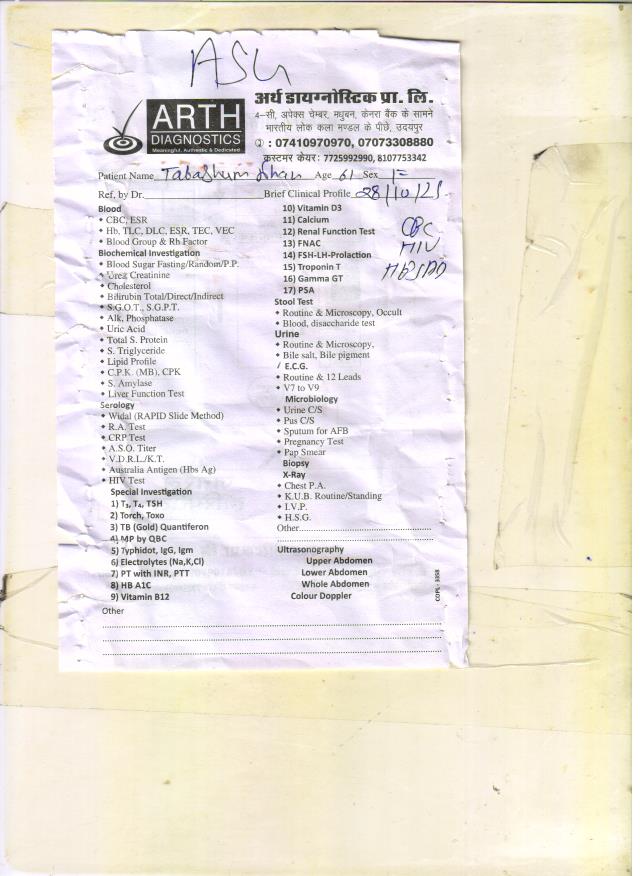 ASU
ARTH
DIAGNOSTICS
Meaningful, Authentic & Dedicated
अर्थ डायग्नोस्टिक प्रा. लि.
4-सी, अपेक्स चेम्बर, मधुबन, केनरा बैंक के सामने
भारतीय लोक कला मण्डल के पीछे, उदयपुर
: 07410970970, 07073308880
कस्टमर केयर: 7725992990, 8107753342
Patient Name Tabashum Khan Age 61 Sex F
Ref, by Dr. Brief Clinical Profile 28/10/25
CBC
HIV
HBSAG
Blood
CBC, ESR
Hb, TLC, DLC, ESR, TEC, VEC
Blood Group & Rh Factor
Biochemical Investigation
Blood Sugar Fasting/Random/P.P.
Ureg Creatinine
Cholesterol
Bilirubin Total/Direct/Indirect
S.G.O.T., S.G.P.T.
Alk, Phosphatase
Uric Acid
Total S. Protein
S. Triglyceride
Lipid Profile
C.P.K. (MB), CPK
S. Amylase
Liver Function Test
Serology
Widal (RAPID Slide Method)
R.A. Test
CRP Test
A.S.O. Titer
V.D.R.L./K.T.
Australia Antigen (Hbs Ag)
HIV Test
Special Investigation
1) T₃, T₄, TSH
2) Torch, Toxo
3) TB (Gold) Quantiferon
4) MP by QBC
5) Typhidot, IgG, Igm
6) Electrolytes (Na,K,Cl)
7) PT with INR, PTT
8) HB A1C
9) Vitamin B12
10) Vitamin D3
11) Calcium
12) Renal Function Test
13) FNAC
14) FSH-LH-Prolaction
15) Troponin T
16) Gamma GT
17) PSA
Stool Test
Routine & Microscopy, Occult
Blood, disaccharide test
Urine
Routine & Microscopy,
Bile salt, Bile pigment
/ E.C.G.
Routine & 12 Leads
V7 to V9
Microbiology
Urine C/S
Pus C/S
Sputum for AFB
Pregnancy Test
Pap Smear
Biopsy
X-Ray
Chest P.A.
K.U.B. Routine/Standing
I.V.P.
H.S.G.
Other
Ultrasonography
Upper Abdomen
Lower Abdomen
Whole Abdomen
Colour Doppler
COPL - 3358
Other